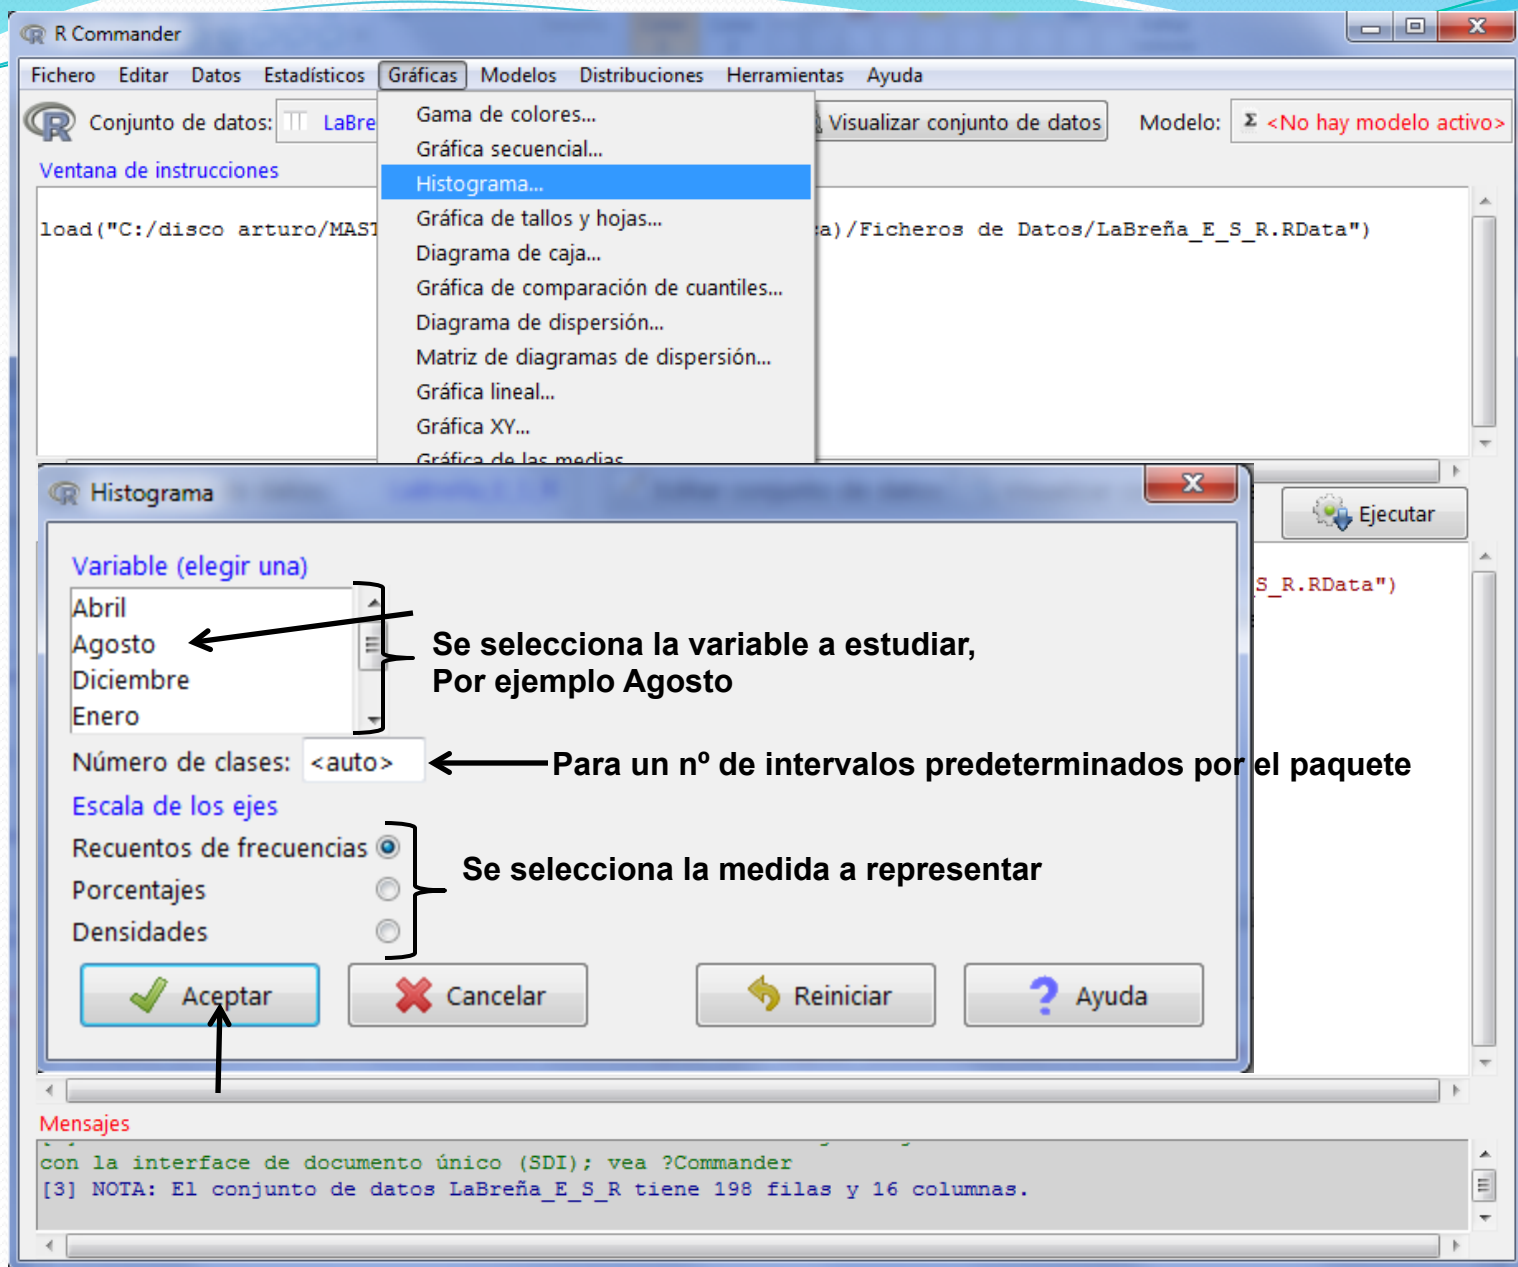 R Commander
Fichero Editar Datos Estadísticos Gráficas Modelos Distribuciones Herramientas Ayuda
Conjunto de datos: LaBre Visualizar conjunto de datos Modelo: Σ <No hay modelo activo>
Ventana de instrucciones
load("C:/disco arturo/MAST a)/Ficheros de Datos/LaBreña_E_S_R.RData")
Gama de colores...
Gráfica secuencial...
Histograma...
Gráfica de tallos y hojas...
Diagrama de caja...
Gráfica de comparación de cuantiles...
Diagrama de dispersión...
Matriz de diagramas de dispersión...
Gráfica lineal...
Gráfica XY...
Gráfica de las medias
Histograma
Ejecutar
S_R.RData")
Variable (elegir una)
Abril
Agosto
Diciembre
Enero
Se selecciona la variable a estudiar,
Por ejemplo Agosto
Número de clases: <auto>
Para un nº de intervalos predeterminados por el paquete
Escala de los ejes
Recuentos de frecuencias
Porcentajes
Densidades
Se selecciona la medida a representar
Aceptar Cancelar Reiniciar Ayuda
Mensajes
con la interface de documento único (SDI); vea ?Commander
[3] NOTA: El conjunto de datos LaBreña_E_S_R tiene 198 filas y 16 columnas.